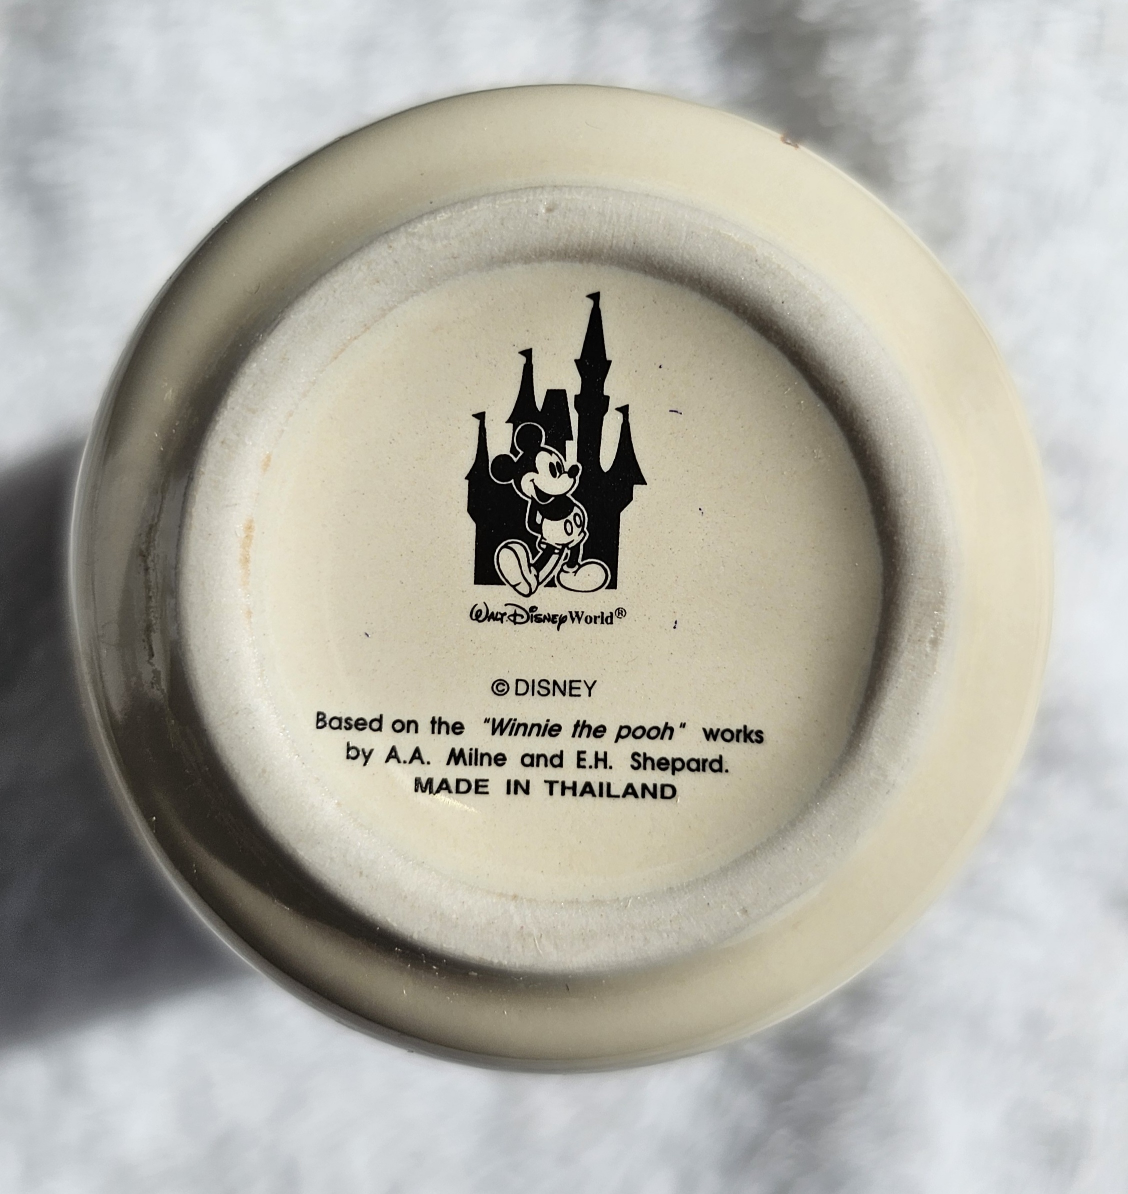 WALT DISNEY World®
© DISNEY
Based on the "Winnie the pooh" works
by A.A. Milne and E.H. Shepard.
MADE IN THAILAND